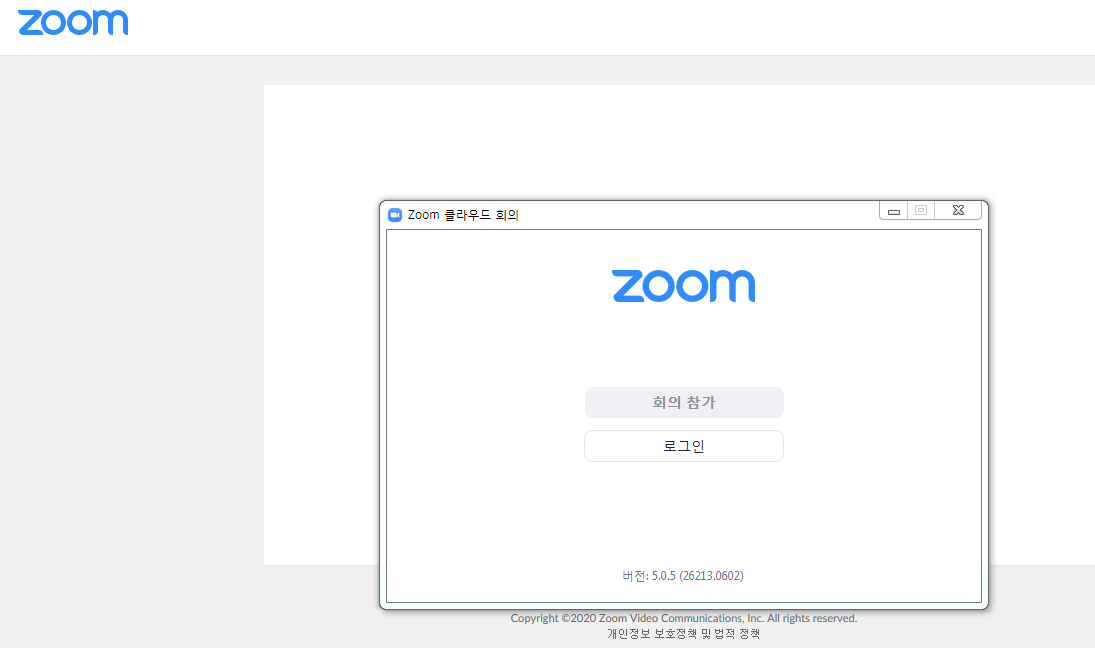 zoom
Zoom 클라우드 회의
zoom
회의 참가
로그인
버전: 5.0.5 (26213.0602)
Copyright ©2020 Zoom Video Communications, Inc. All rights reserved.
개인정보 보호정책 및 법적 정책